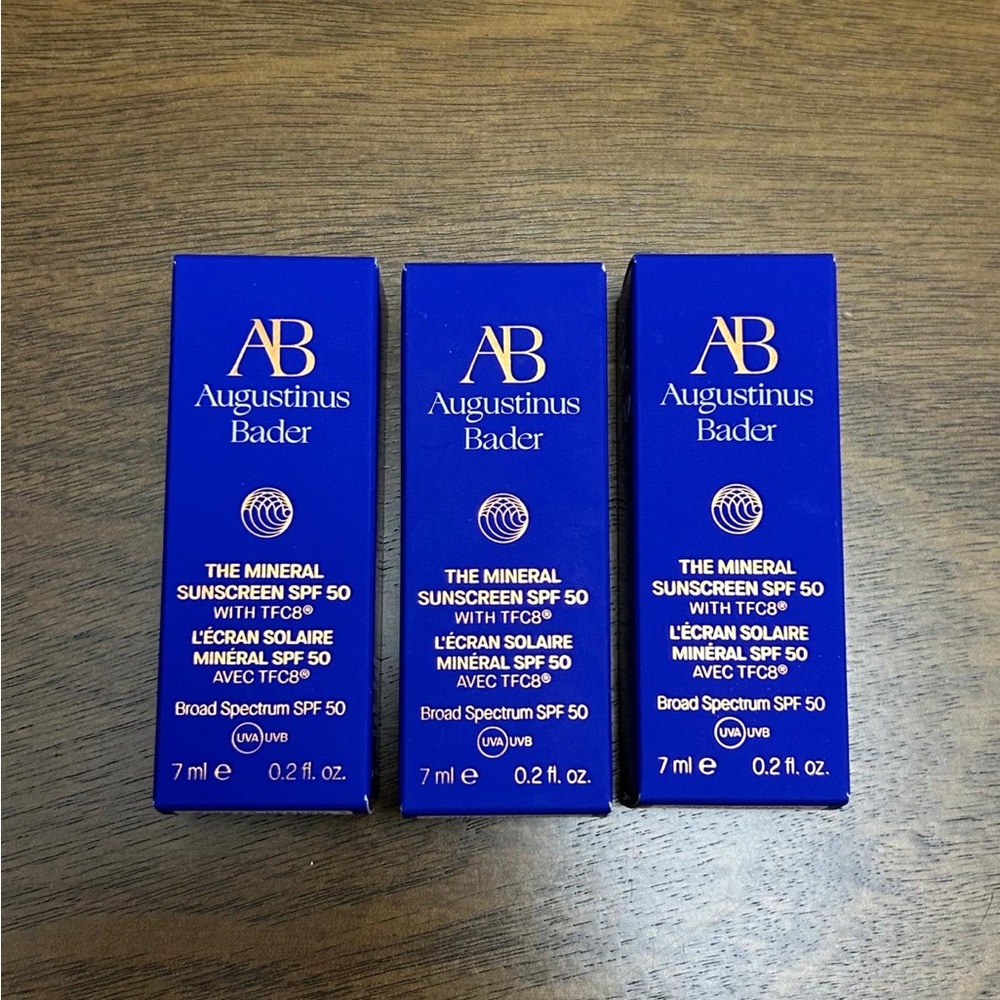 AB
Augustinus
Bader
THE MINERAL
SUNSCREEN SPF 50
WITH TFC8®
L'ÉCRAN SOLAIRE
MINÉRAL SPF 50
AVEC TFC8®
Broad Spectrum SPF 50
UVA UVB
7 ml e 0.2 fl. oz.
AB
Augustinus
Bader
THE MINERAL
SUNSCREEN SPF 50
WITH TFC8®
L'ÉCRAN SOLAIRE
MINÉRAL SPF 50
AVEC TFC8®
Broad Spectrum SPF 50
UVA UVB
7 ml e 0.2 fl. oz.
AB
Augustinus
Bader
THE MINERAL
SUNSCREEN SPF 50
WITH TFC8®
L'ÉCRAN SOLAIRE
MINÉRAL SPF 50
AVEC TFC8®
Broad Spectrum SPF 50
UVA UVB
7 ml e 0.2 fl. oz.